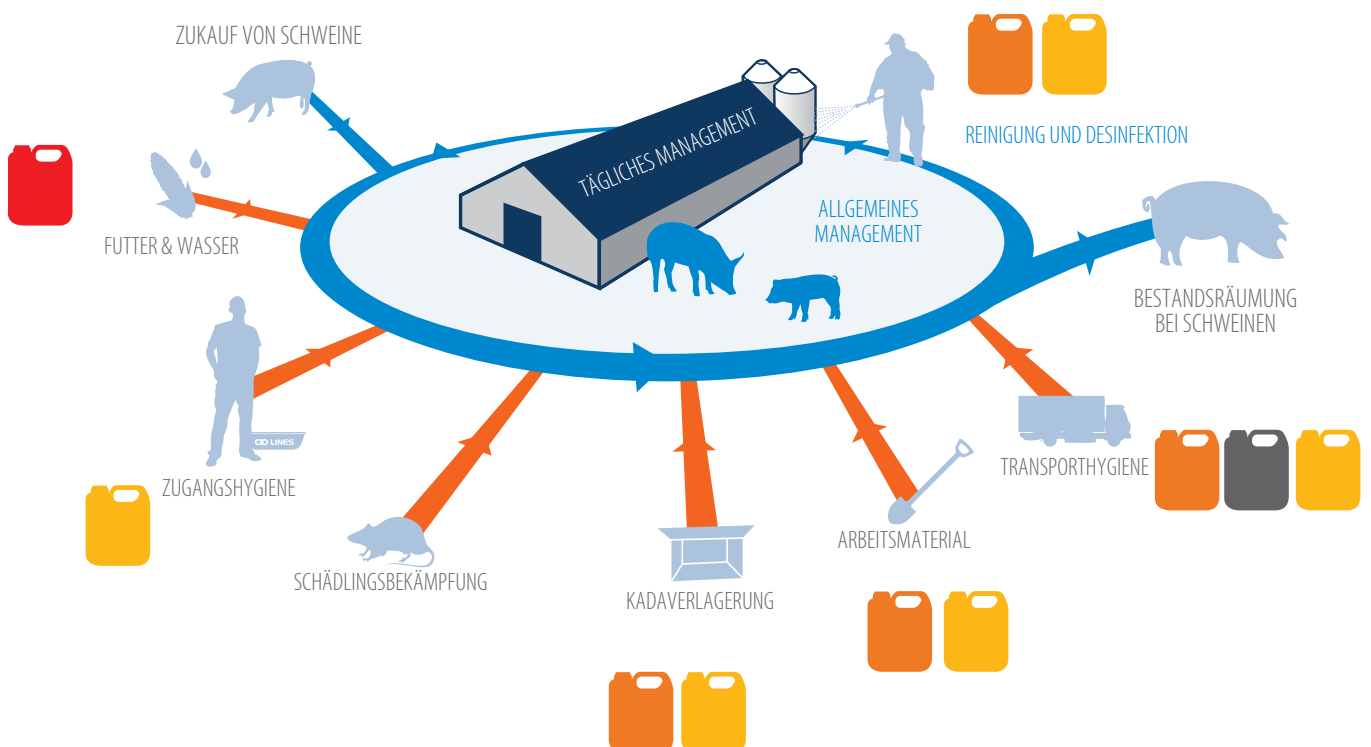 ZUKAUF VON SCHWEINE
TÄGLICHES MANAGEMENT
REINIGUNG UND DESINFEKTION
ALLGEMEINES
MANAGEMENT
FUTTER & WASSER
BESTANDSRÄUMUNG
BEI SCHWEINEN
CID LINES
ZUGANGSHYGIENE
TRANSPORTHYGIENE
ARBEITSMATERIAL
SCHÄDLINGSBEKÄMPFUNG
KADAVERLAGERUNG